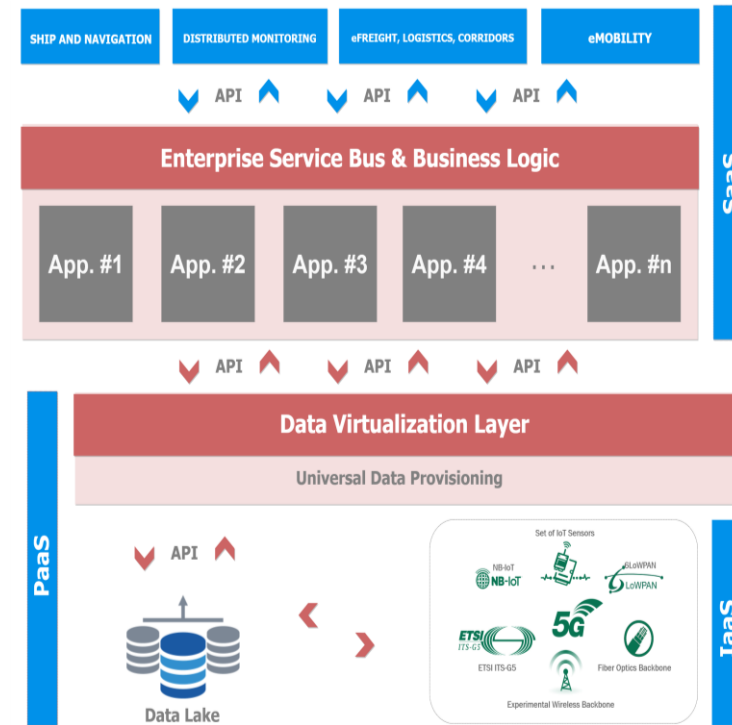 SHIP AND NAVIGATION
DISTRIBUTED MONITORING
eFREIGHT, LOGISTICS, CORRIDORS
eMOBILITY
API
API
API
SaaS
Enterprise Service Bus & Business Logic
App. #1
App. #2
App. #3
App. #4
...
App. #n
API
API
API
PaaS
Data Virtualization Layer
Universal Data Provisioning
API
Data Lake
Set of IoT Sensors
NB-IoT
NB-IoT
6LoWPAN
LoWPAN
5G
ETSI
ITS-G5
ETSI ITS-G5
Fiber Optics Backbone
Experimental Wireless Backbone
IaaS